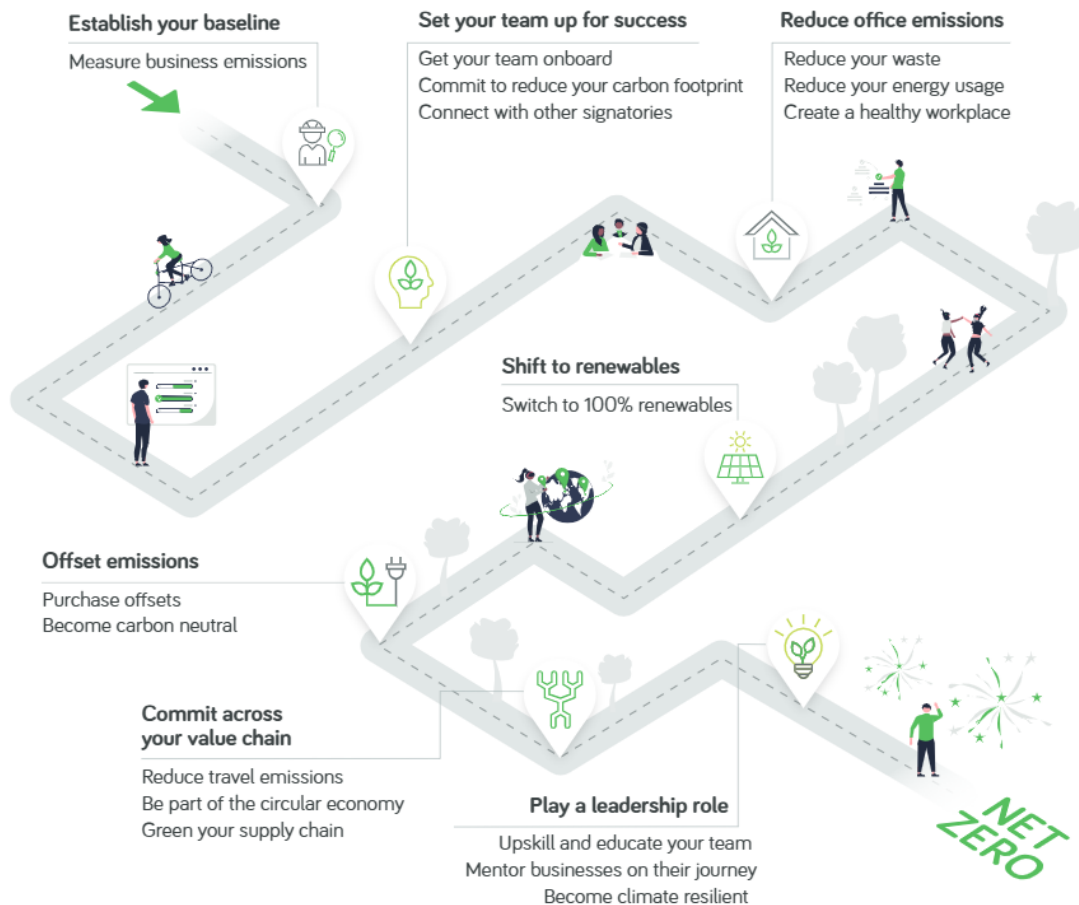 Establish your baseline
Measure business emissions
Set your team up for success
Get your team onboard
Commit to reduce your carbon footprint
Connect with other signatories
Reduce office emissions
Reduce your waste
Reduce your energy usage
Create a healthy workplace
Shift to renewables
Switch to 100% renewables
Offset emissions
Purchase offsets
Become carbon neutral
Commit across
your value chain
Reduce travel emissions
Be part of the circular economy
Green your supply chain
Play a leadership role
Upskill and educate your team
Mentor businesses on their journey
Become climate resilient
NET
ZERO